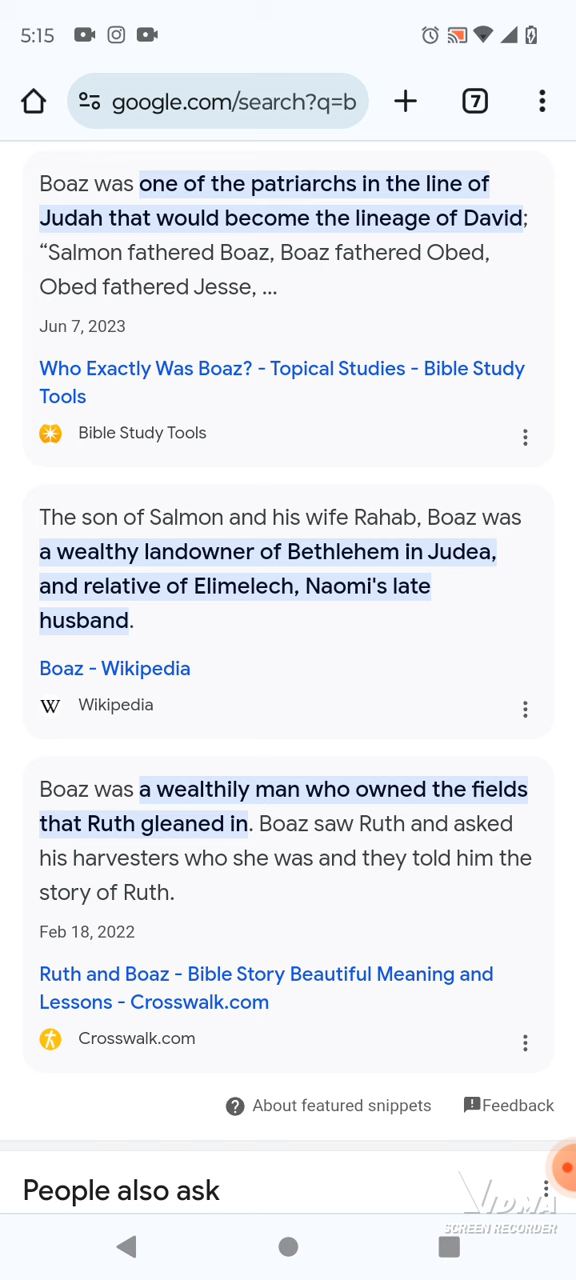 5:15
google.com/search?q=b
7
Boaz was one of the patriarchs in the line of
Judah that would become the lineage of David;
“Salmon fathered Boaz, Boaz fathered Obed,
Obed fathered Jesse, ...
Jun 7, 2023
Who Exactly Was Boaz? - Topical Studies - Bible Study
Tools
Bible Study Tools
The son of Salmon and his wife Rahab, Boaz was
a wealthy landowner of Bethlehem in Judea,
and relative of Elimelech, Naomi's late
husband.
Boaz - Wikipedia
W Wikipedia
Boaz was a wealthily man who owned the fields
that Ruth gleaned in. Boaz saw Ruth and asked
his harvesters who she was and they told him the
story of Ruth.
Feb 18, 2022
Ruth and Boaz - Bible Story Beautiful Meaning and
Lessons - Crosswalk.com
Crosswalk.com
About featured snippets Feedback
People also ask
VIDMA
SCREEN RECORDER